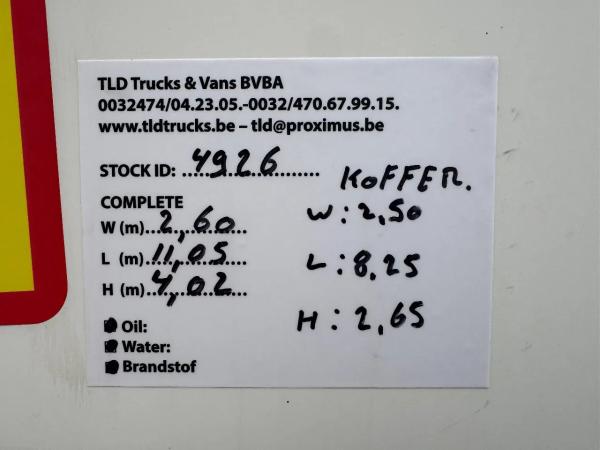 TLD Trucks & Vans BVBA
0032474/04.23.05.-0032/470.67.99.15.
www.tldtrucks.be – tld@proximus.be
STOCK ID: 4926
COMPLETE
W (m) 2,60
L (m) 11,05
H (m) 4,02
Oil:
Water:
Brandstof
KOFFER.
W: 2,50
L: 8,25
H: 2,65